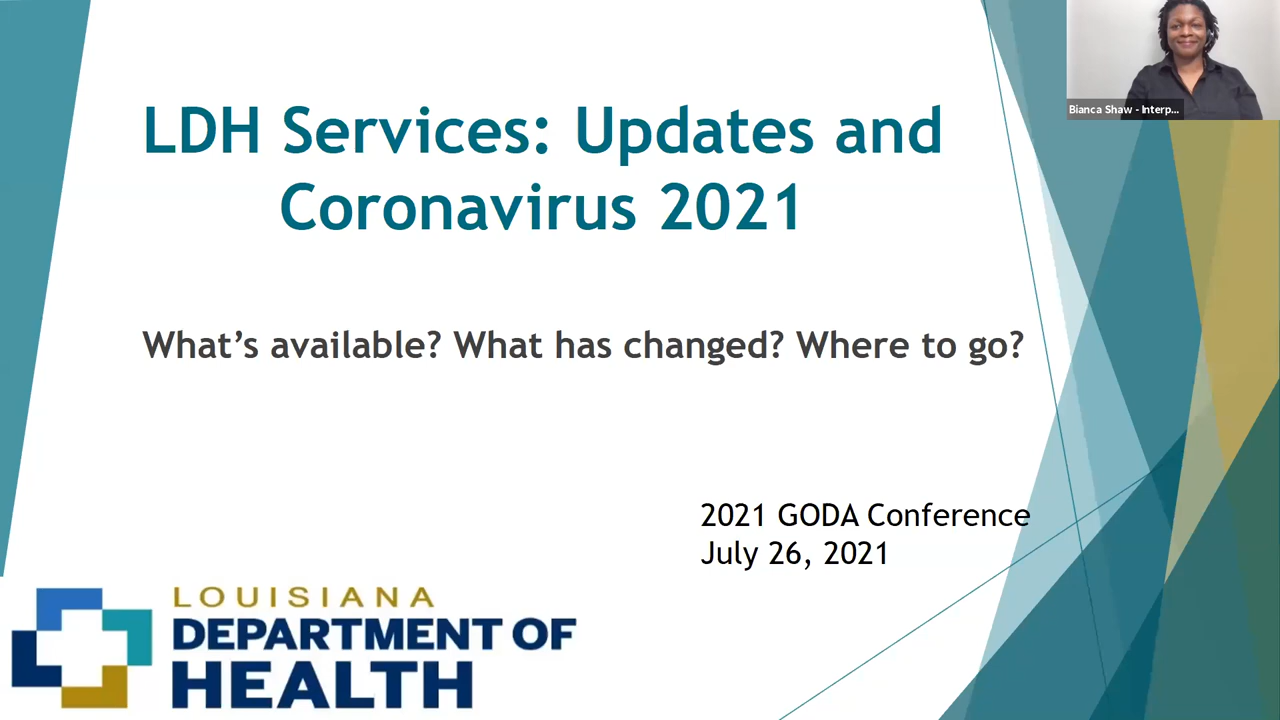 LDH Services: Updates and
Coronavirus 2021
What's available? What has changed? Where to go?
2021 GODA Conference
July 26, 2021
LOUISIANA
DEPARTMENT OF
HEALTH
Bianca Shaw - Interp...